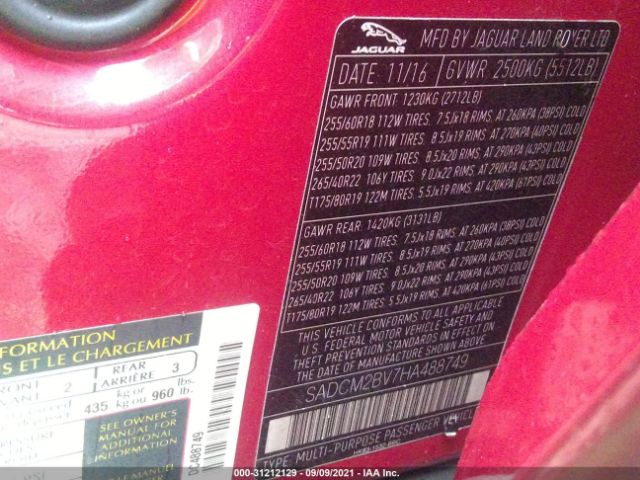 JAGUAR
MFD BY JAGUAR LAND ROVER LTD
DATE: 11/16 GVWR: 2500KG (5512LB)
GAWR FRONT: 1230KG (2712LB)
255/60R18 112W TIRES. 7.5Jx18 RIMS. AT 260KPA (38PSI) COLD
255/55R19 111W TIRES. 8.5Jx19 RIMS. AT 270KPA (40PSI) COLD
255/50R20 109W TIRES. 8.5Jx20 RIMS. AT 290KPA (43PSI) COLD
265/40R22 106Y TIRES. 9.0Jx22 RIMS. AT 290KPA (43PSI) COLD
T175/80R19 122M TIRES. 5.5Jx19 RIMS. AT 420KPA (61PSI) COLD
GAWR REAR: 1420KG (3131LB)
255/60R18 112W TIRES. 7.5Jx18 RIMS. AT 260KPA (38PSI) COLD
255/55R19 111W TIRES. 8.5Jx19 RIMS. AT 270KPA (40PSI) COLD
255/50R20 109W TIRES. 8.5Jx20 RIMS. AT 290KPA (43PSI) COLD
265/40R22 106Y TIRES. 9.0Jx22 RIMS. AT 290KPA (43PSI) COLD
T175/80R19 122M TIRES. 5.5Jx19 RIMS. AT 420KPA (61PSI) COLD
THIS VEHICLE CONFORMS TO ALL APPLICABLE
U.S. FEDERAL MOTOR VEHICLE SAFETY AND
THEFT PREVENTION STANDARDS IN EFFECT ON
THE DATE OF MANUFACTURE SHOWN ABOVE.
SADCM2BV7HA488749
TYPE: MULTI-PURPOSE PASSENGER
FORMATION
S ET LE CHARGEMENT
FRONT 2 REAR 3
ANT ARRIÈRE
435 kg or kg ou 960 lbs. lb.
SEE OWNER'S
MANUAL FOR
ADDITIONAL
INFORMATION
DC488749
000-31212129 - 09/09/2021 - IAA Inc.